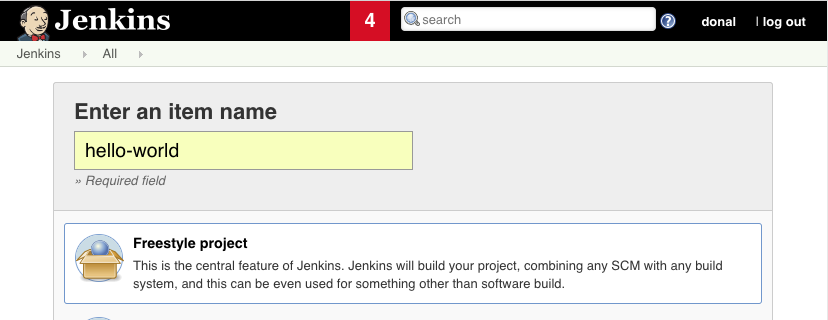 Jenkins
4
search
?
donal
| log out
Jenkins
All
Enter an item name
hello-world
» Required field
Freestyle project
This is the central feature of Jenkins. Jenkins will build your project, combining any SCM with any build
system, and this can be even used for something other than software build.